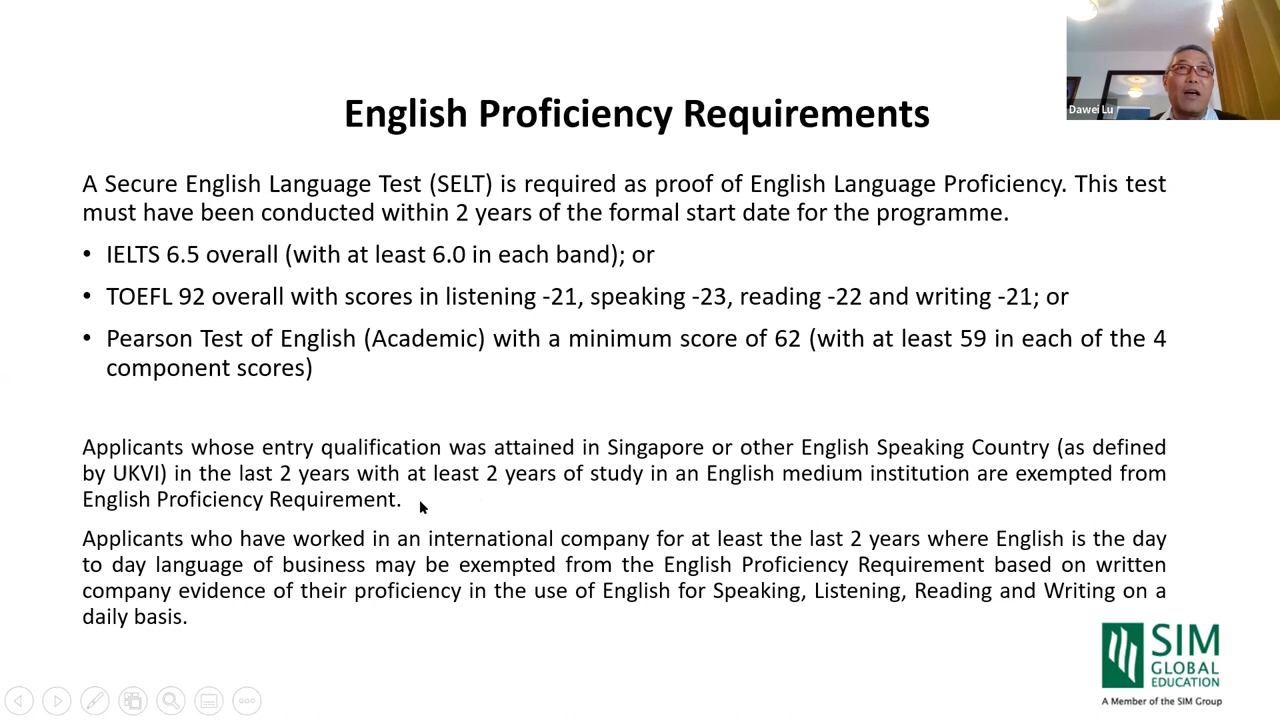 Dawei Lu
English Proficiency Requirements
A Secure English Language Test (SELT) is required as proof of English Language Proficiency. This test
must have been conducted within 2 years of the formal start date for the programme.
• IELTS 6.5 overall (with at least 6.0 in each band); or
• TOEFL 92 overall with scores in listening -21, speaking -23, reading -22 and writing -21; or
• Pearson Test of English (Academic) with a minimum score of 62 (with at least 59 in each of the 4
component scores)
Applicants whose entry qualification was attained in Singapore or other English Speaking Country (as defined
by UKVI) in the last 2 years with at least 2 years of study in an English medium institution are exempted from
English Proficiency Requirement.
Applicants who have worked in an international company for at least the last 2 years where English is the day
to day language of business may be exempted from the English Proficiency Requirement based on written
company evidence of their proficiency in the use of English for Speaking, Listening, Reading and Writing on a
daily basis.
SIM
GLOBAL
EDUCATION
A Member of the SIM Group